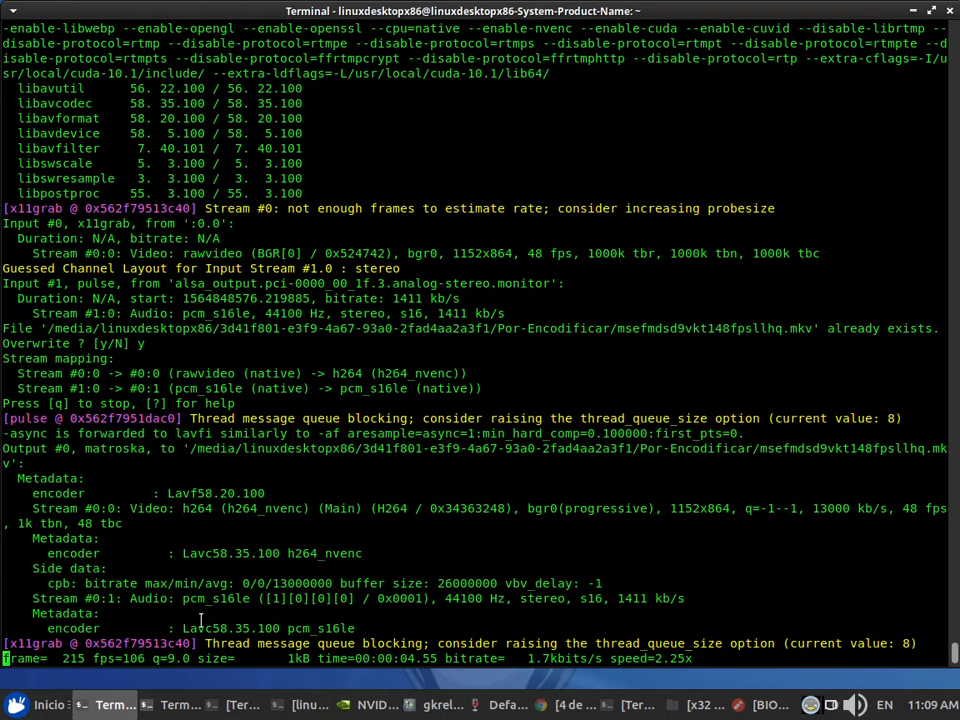 Terminal - linuxdesktopx86@linuxdesktopx86-System-Product-Name: ~
-enable-libwebp --enable-opengl --enable-openssl --cpu=native --enable-nvenc --enable-cuda --enable-cuvid --disable-librtmp --
disable-protocol=rtmp --disable-protocol=rtmpe --disable-protocol=rtmps --disable-protocol=rtmpt --disable-protocol=rtmpte --d
isable-protocol=rtmpts --disable-protocol=ffrtmpcrypt --disable-protocol=ffrtmphttp --disable-protocol=rtp --extra-cflags=-I/u
sr/local/cuda-10.1/include/ --extra-ldflags=-L/usr/local/cuda-10.1/lib64/
libavutil 56. 22.100 / 56. 22.100
libavcodec 58. 35.100 / 58. 35.100
libavformat 58. 20.100 / 58. 20.100
libavdevice 58. 5.100 / 58. 5.100
libavfilter 7. 40.101 / 7. 40.101
libswscale 5. 3.100 / 5. 3.100
libswresample 3. 3.100 / 3. 3.100
libpostproc 55. 3.100 / 55. 3.100
[x11grab @ 0x562f79513c40] Stream #0: not enough frames to estimate rate; consider increasing probesize
Input #0, x11grab, from ':0.0':
Duration: N/A, bitrate: N/A
Stream #0:0: Video: rawvideo (BGR[0] / 0x524742), bgr0, 1152x864, 48 fps, 1000k tbr, 1000k tbn, 1000k tbc
Guessed Channel Layout for Input Stream #1.0 : stereo
Input #1, pulse, from 'alsa_output.pci-0000_00_1f.3.analog-stereo.monitor':
Duration: N/A, start: 1564848576.219885, bitrate: 1411 kb/s
Stream #1:0: Audio: pcm_s16le, 44100 Hz, stereo, s16, 1411 kb/s
File '/media/linuxdesktopx86/3d41f801-e3f9-4a67-93a0-2fad4aa2a3f1/Por-Encodificar/msefmdsd9vkt148fpsllhq.mkv' already exists.
Overwrite ? [y/N] y
Stream mapping:
Stream #0:0 -> #0:0 (rawvideo (native) -> h264 (h264_nvenc))
Stream #1:0 -> #0:1 (pcm_s16le (native) -> pcm_s16le (native))
Press [q] to stop, [?] for help
[pulse @ 0x562f7951dac0] Thread message queue blocking; consider raising the thread_queue_size option (current value: 8)
-async is forwarded to lavfi similarly to -af aresample=async=1:min_hard_comp=0.100000:first_pts=0.
Output #0, matroska, to '/media/linuxdesktopx86/3d41f801-e3f9-4a67-93a0-2fad4aa2a3f1/Por-Encodificar/msefmdsd9vkt148fpsllhq.mk
v':
Metadata:
encoder : Lavf58.20.100
Stream #0:0: Video: h264 (h264_nvenc) (Main) (H264 / 0x34363248), bgr0(progressive), 1152x864, q=-1--1, 13000 kb/s, 48 fps
, 1k tbn, 48 tbc
Metadata:
encoder : Lavc58.35.100 h264_nvenc
Side data:
cpb: bitrate max/min/avg: 0/0/13000000 buffer size: 26000000 vbv_delay: -1
Stream #0:1: Audio: pcm_s16le ([1][0][0][0] / 0x0001), 44100 Hz, stereo, s16, 1411 kb/s
Metadata:
encoder : Lavc58.35.100 pcm_s16le
[x11grab @ 0x562f79513c40] Thread message queue blocking; consider raising the thread_queue_size option (current value: 8)
frame= 215 fps=106 q=9.0 size= 1kB time=00:00:04.55 bitrate= 1.7kbits/s speed=2.25x
Inicio Term... Term... [Ter... [linu... NVID... gkrel... Defa... [4 de ... [Ter... [x32 ... [BIO... EN 11:09 AM